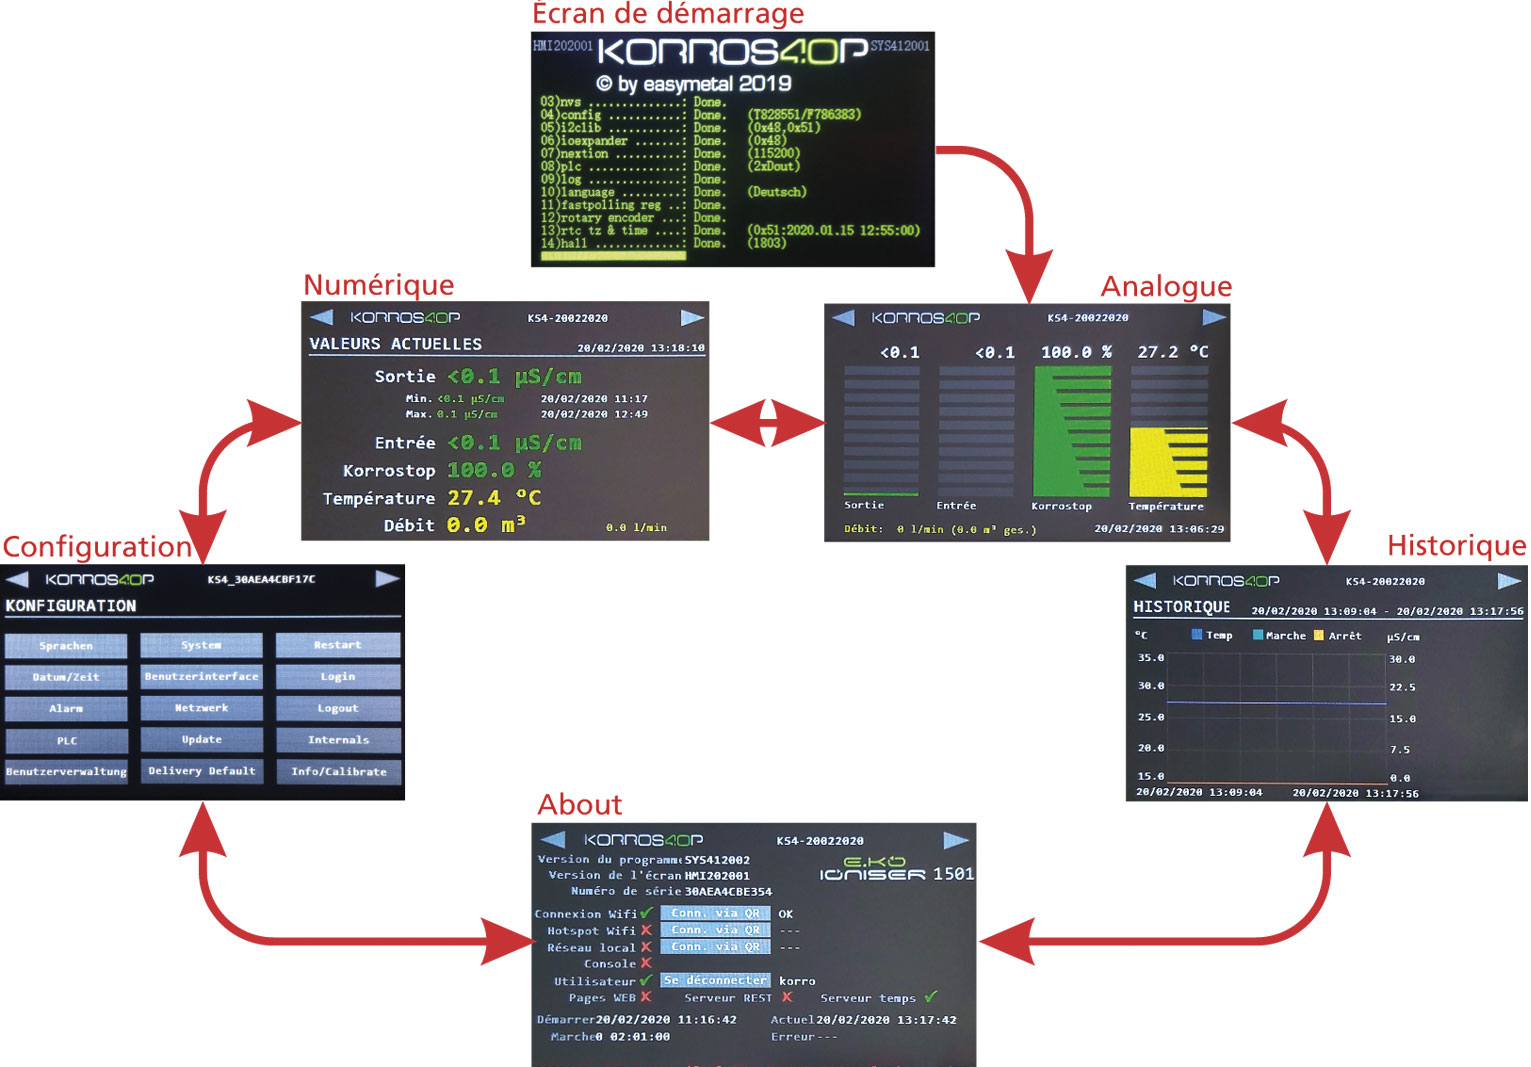 Écran de démarrage
HMI202001 KORROS4.0P SYS412001
© by easymetal 2019
03)nvs ..............: Done.
04)config ...........: Done. (T828551/F786383)
05)i2clib ...........: Done. (0x48,0x51)
06)ioexpander .......: Done. (0x48)
07)nextion ..........: Done. (115200)
08)plc ..............: Done. (2xDout)
09)log ..............: Done.
10)language .........: Done. (Deutsch)
11)fastpolling reg ..: Done.
12)rotary encoder ...: Done.
13)rtc tz & time ....: Done. (0x51:2020.01.15 12:55:00)
14)hall .............: Done. (1803)
Numérique
KORROS4.0P KS4-20022020
VALEURS ACTUELLES 20/02/2020 13:18:10
Sortie <0.1 µS/cm
Min. <0.1 µS/cm 20/02/2020 11:17
Max. 0.1 µS/cm 20/02/2020 12:49
Entrée <0.1 µS/cm
Korrostop 100.0 %
Température 27.4 °C
Débit 0.0 m³ 0.0 l/min
Analogue
KORROS4.0P KS4-20022020
<0.1 <0.1 100.0 % 27.2 °C
Sortie Entrée Korrostop Température
Débit: 0 l/min (0.0 m³ ges.) 20/02/2020 13:06:29
Configuration
KORROS4.0P KS4_30AEA4CBF17C
KONFIGURATION
Sprachen System Restart
Datum/Zeit Benutzerinterface Login
Alarm Netzwerk Logout
PLC Update Internals
Benutzerverwaltung Delivery Default Info/Calibrate
Historique
KORROS4.0P KS4-20022020
HISTORIQUE 20/02/2020 13:09:04 - 20/02/2020 13:17:56
°C Temp Marche Arrêt µS/cm
35.0 30.0
30.0 22.5
25.0 15.0
20.0 7.5
15.0 0.0
20/02/2020 13:09:04 20/02/2020 13:17:56
About
KORROS4.0P KS4-20022020
Version du programme SYS412002
E.KO
IONISER 1501
Version de l'écran HMI202001
Numéro de série 30AEA4CBE354
Connexion Wifi Conn. via QR OK
Hotspot Wifi Conn. via QR ---
Réseau local Conn. via QR ---
Console
Utilisateur Se déconnecter korro
Pages WEB Serveur REST Serveur temps
Démarrer 20/02/2020 11:16:42 Actuel 20/02/2020 13:17:42
Marche 0 02:01:00 Erreur ---